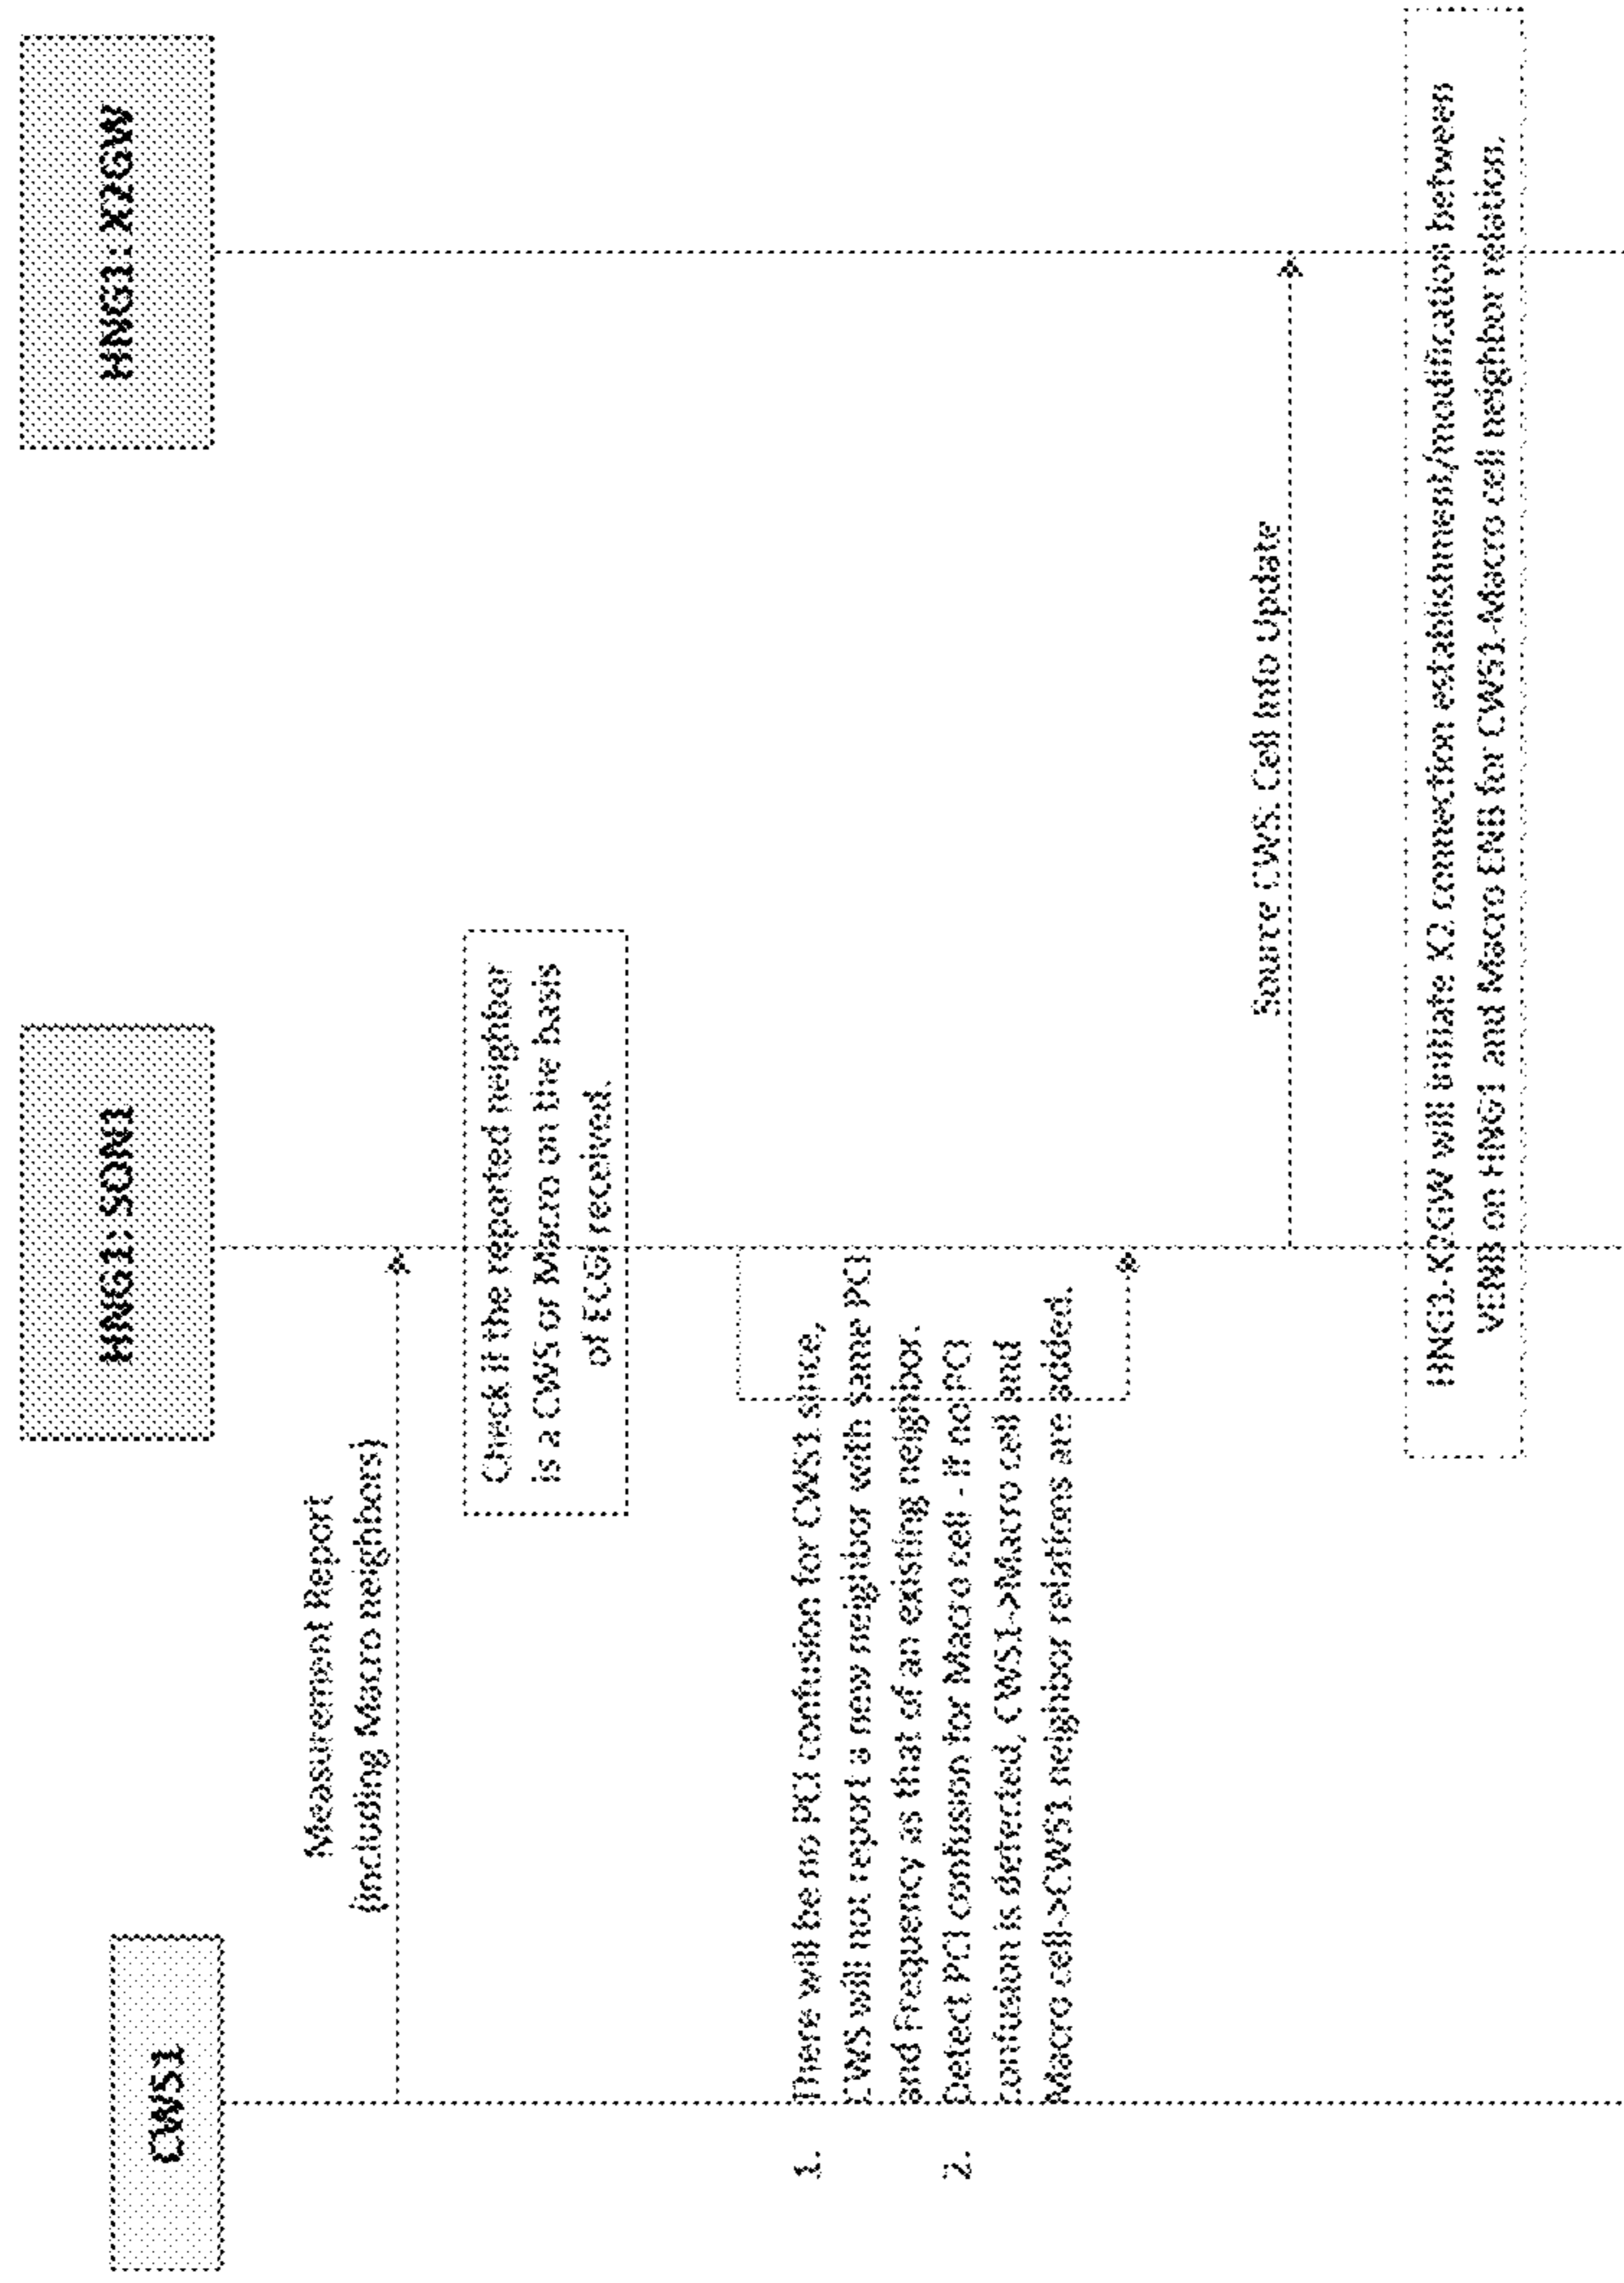 CWS1
HNG1: SON1
HNG1: X2GW
Measurement Report
(including Macro neighbors)
Check if the reported neighbor
is a CWS or Macro on the basis
of ECGI received.
1. There will be no PCI confusion for CWS1 since,
CWS will not report a new neighbor with same PCI
and Frequency as that of an existing neighbor.
2. Detect PCI confusion for Macro cell - if no PCI
confusion is detected, CWS1->Macro cell and
Macro cell->CWS1 neighbor relations are added.
Source CWS: Cell Info Update
HNG1-X2GW will initiate X2 connection establishment/modification between
VENB on HNG1 and Macro ENB for CWS1-Macro cell neighbor relation.